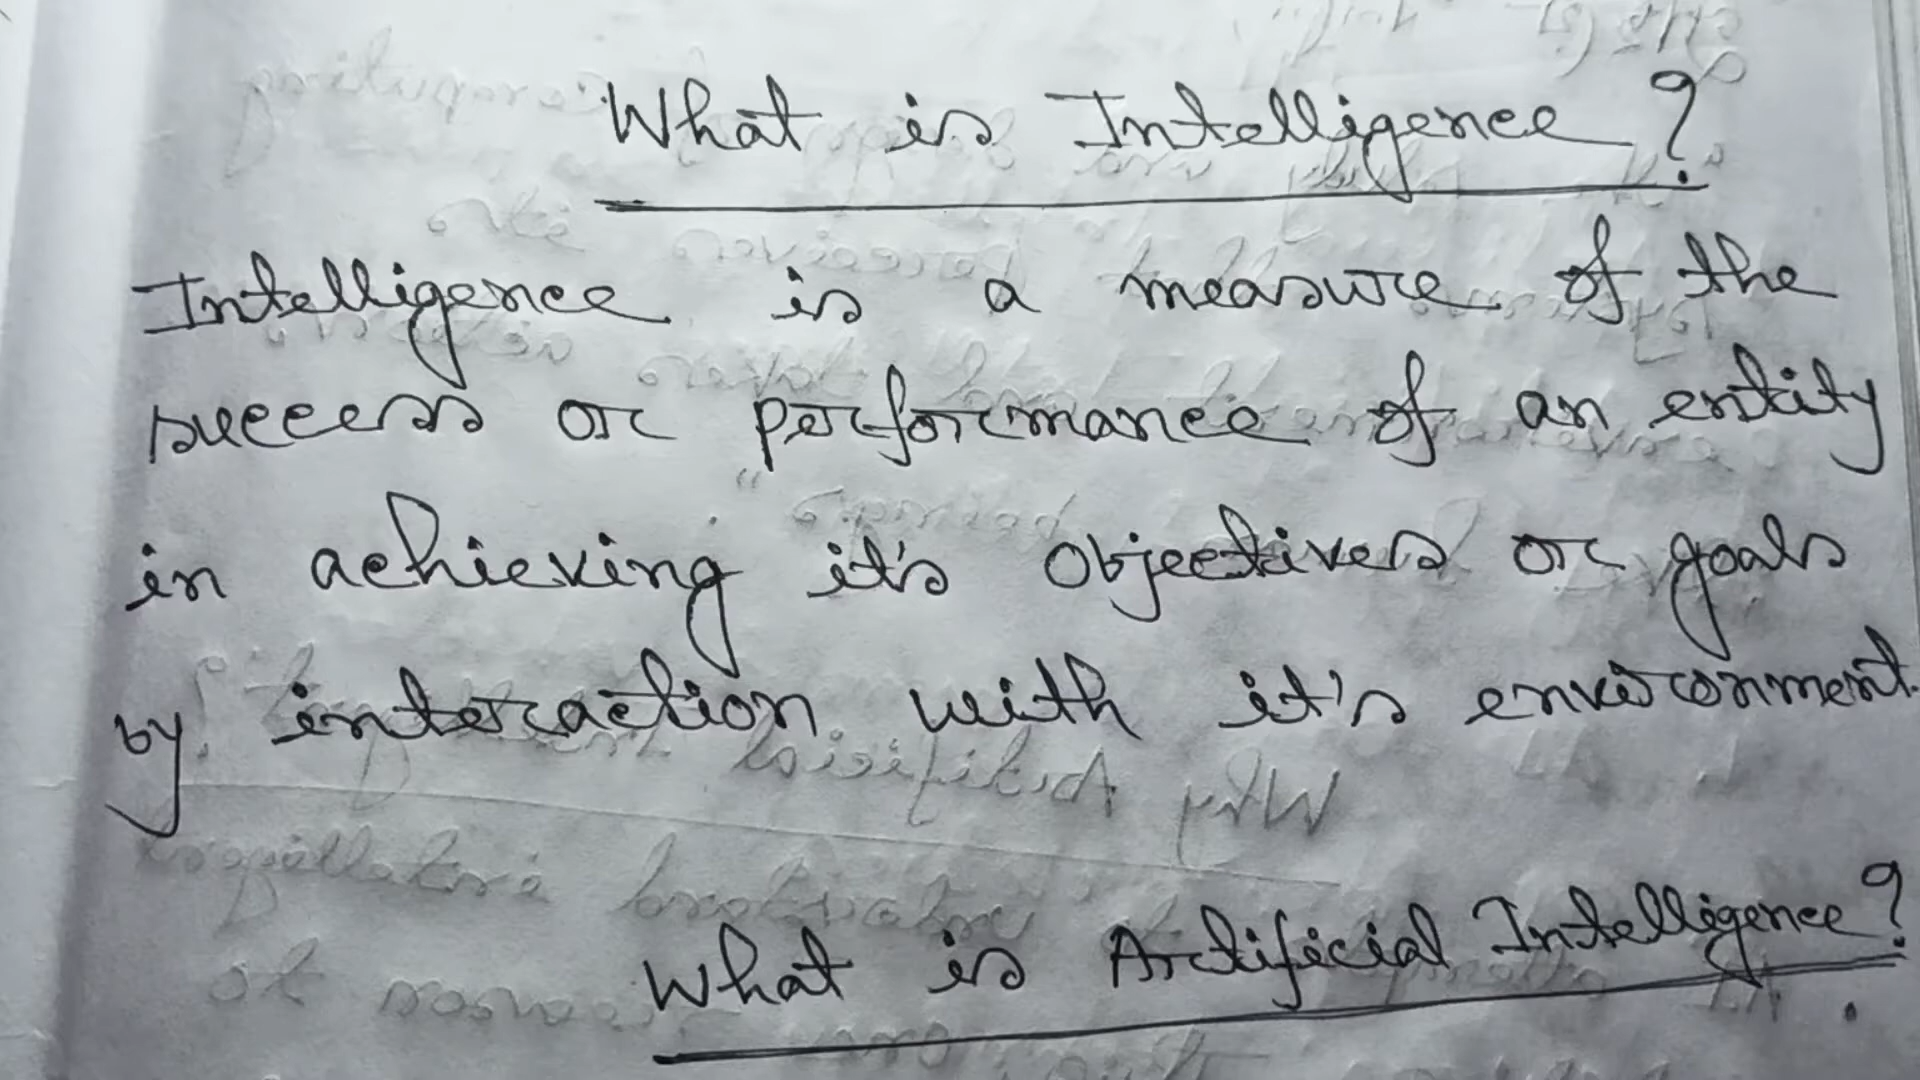 What is Intelligence?
Intelligence is a measure of the
success or performance of an entity
in achieving it's objectives or goals
by interaction with it's environment.
What is Artificial Intelligence?